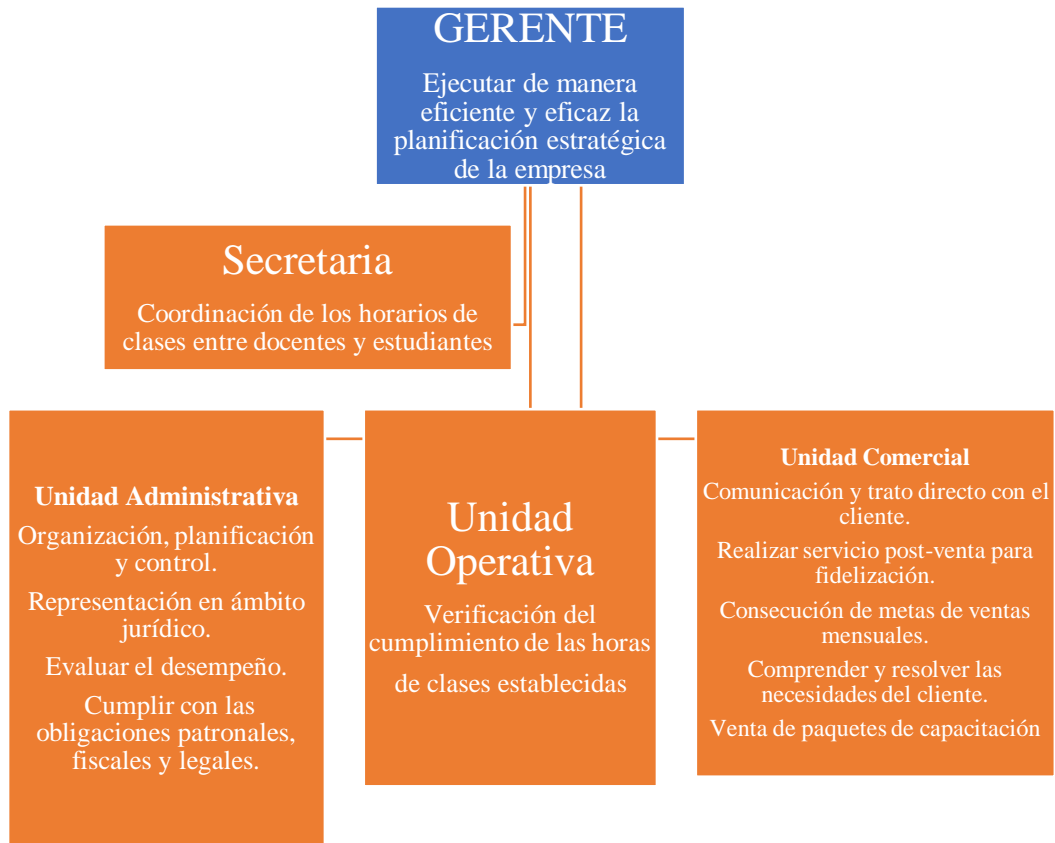 GERENTE
Ejecutar de manera
eficiente y eficaz la
planificación estratégica
de la empresa
Secretaria
Coordinación de los horarios de
clases entre docentes y estudiantes
Unidad Administrativa
Organización, planificación
y control.
Representación en ámbito
jurídico.
Evaluar el desempeño.
Cumplir con las
obligaciones patronales,
fiscales y legales.
Unidad
Operativa
Verificación del
cumplimiento de las horas
de clases establecidas
Unidad Comercial
Comunicación y trato directo con el
cliente.
Realizar servicio post-venta para
fidelización.
Consecución de metas de ventas
mensuales.
Comprender y resolver las
necesidades del cliente.
Venta de paquetes de capacitación